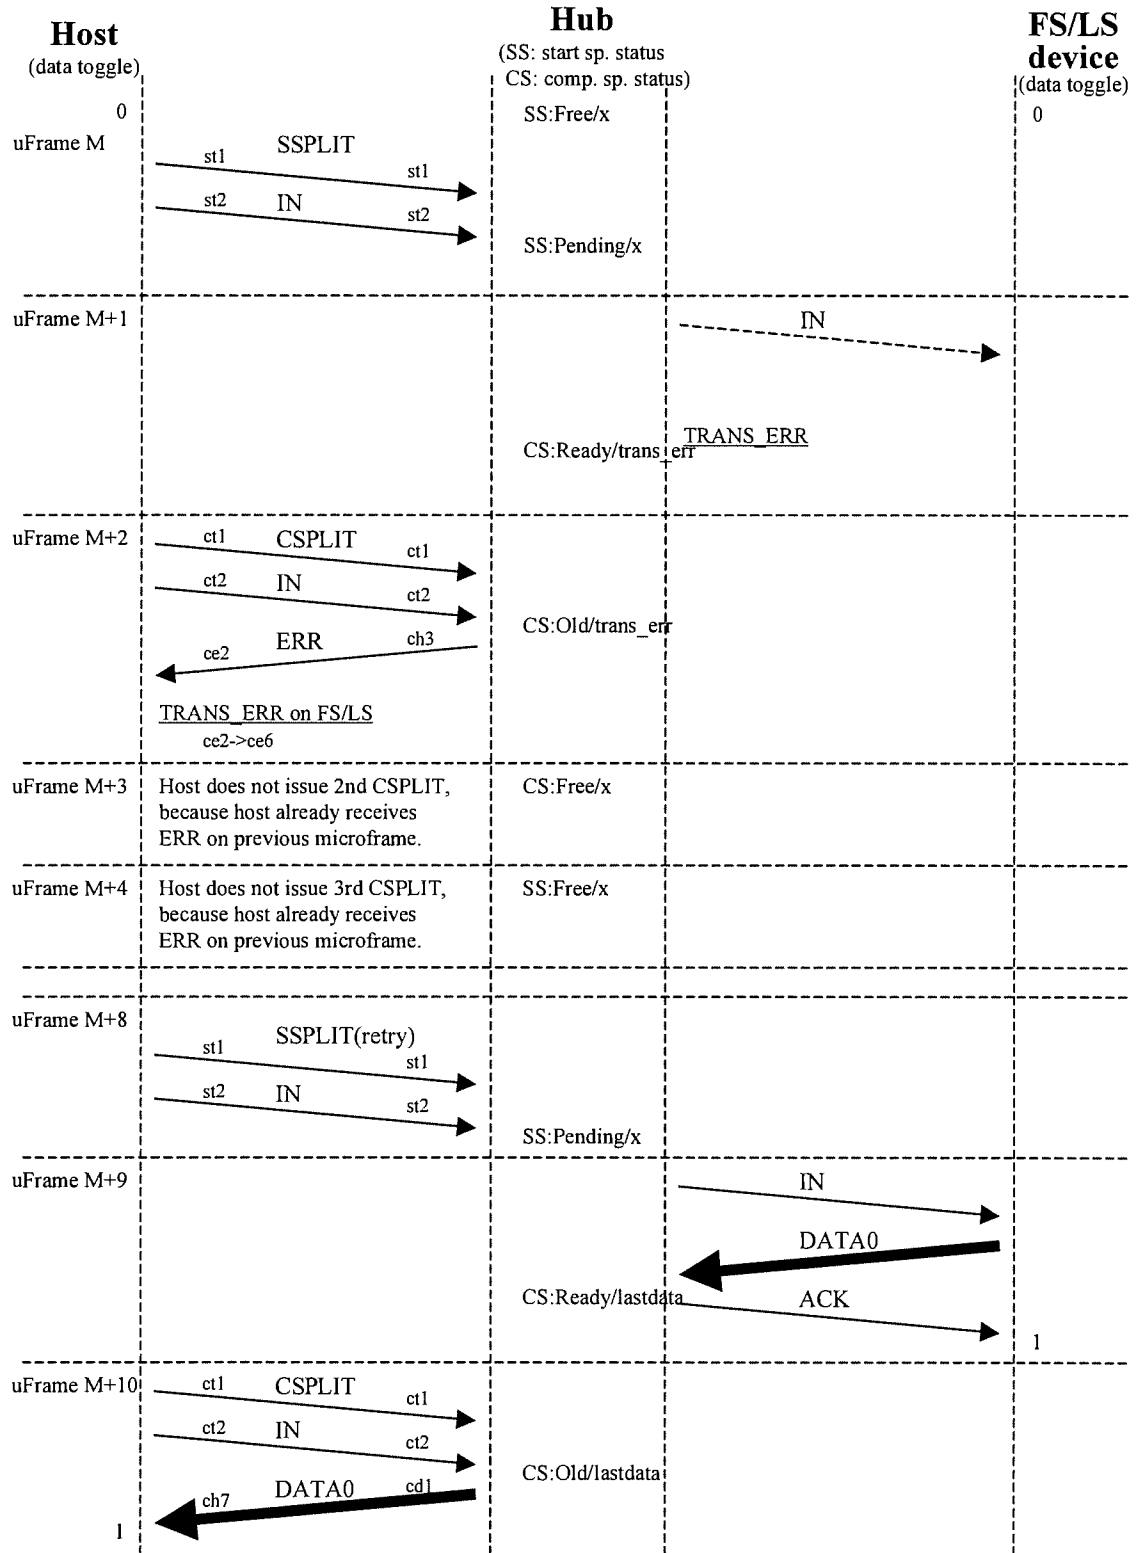 Host
(data toggle)
Hub
(SS: start sp. status
CS: comp. sp. status)
FS/LS
device
(data toggle)
0
SS:Free/x
0
uFrame M
SSPLIT
st1
st1
IN
st2
st2
SS:Pending/x
uFrame M+1
IN
TRANS_ERR
CS:Ready/trans_err
uFrame M+2
CSPLIT
ct1
ct1
IN
ct2
ct2
CS:Old/trans_err
ERR
ch3
ce2
TRANS_ERR on FS/LS
ce2->ce6
uFrame M+3
Host does not issue 2nd CSPLIT,
because host already receives
ERR on previous microframe.
CS:Free/x
uFrame M+4
Host does not issue 3rd CSPLIT,
because host already receives
ERR on previous microframe.
SS:Free/x
uFrame M+8
SSPLIT(retry)
st1
st1
IN
st2
st2
SS:Pending/x
uFrame M+9
IN
DATA0
CS:Ready/lastdata
ACK
1
uFrame M+10
CSPLIT
ct1
ct1
IN
ct2
ct2
CS:Old/lastdata
DATA0
cd1
ch7
1